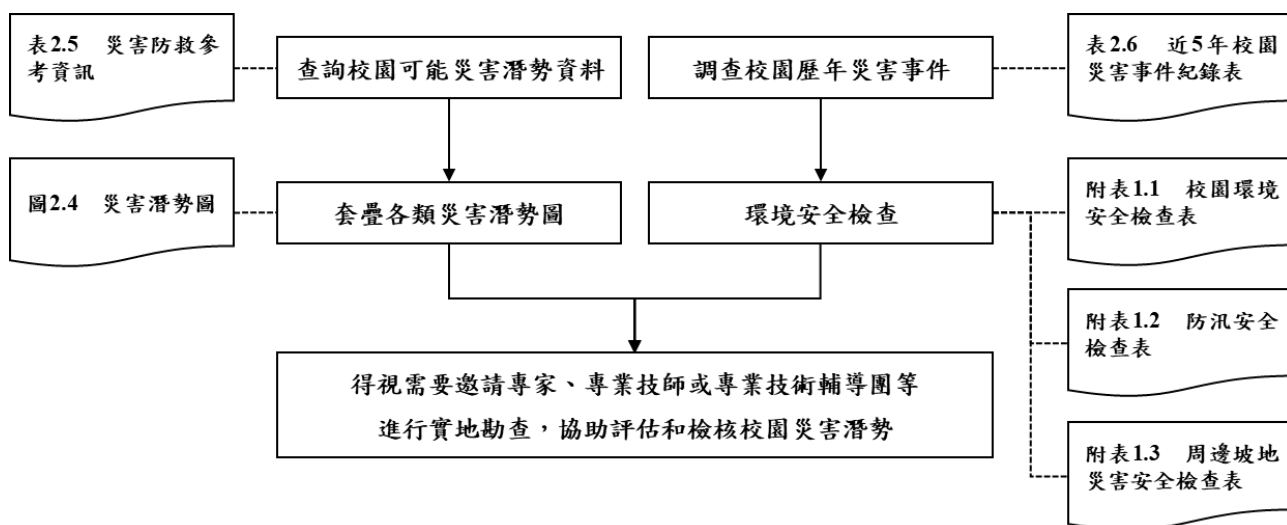 表2.5 災害防救參
考資訊
查詢校園可能災害潛勢資料
調查校園歷年災害事件
表2.6 近5年校園
災害事件紀錄表
圖2.4 災害潛勢圖
套疊各類災害潛勢圖
環境安全檢查
附表1.1 校園環境
安全檢查表
附表1.2 防汛安全
檢查表
得視需要邀請專家、專業技師或專業技術輔導團等
進行實地勘查，協助評估和檢核校園災害潛勢
附表1.3 周邊坡地
災害安全檢查表